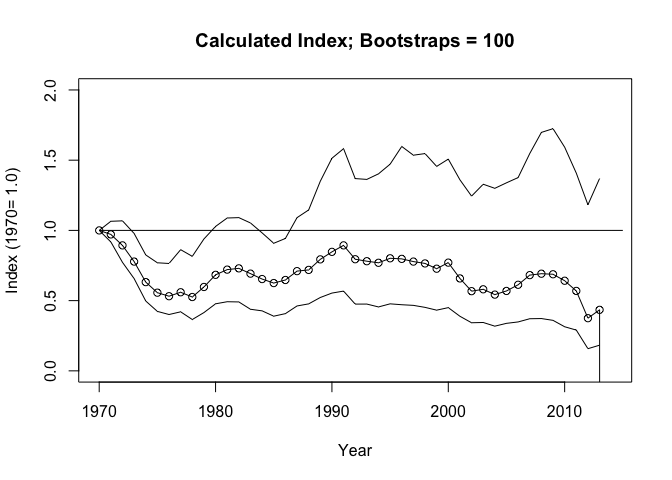 Calculated Index; Bootstraps = 100
2.0
1.5
1.0
0.5
0.0
Index (1970= 1.0)
1970 1980 1990 2000 2010
Year